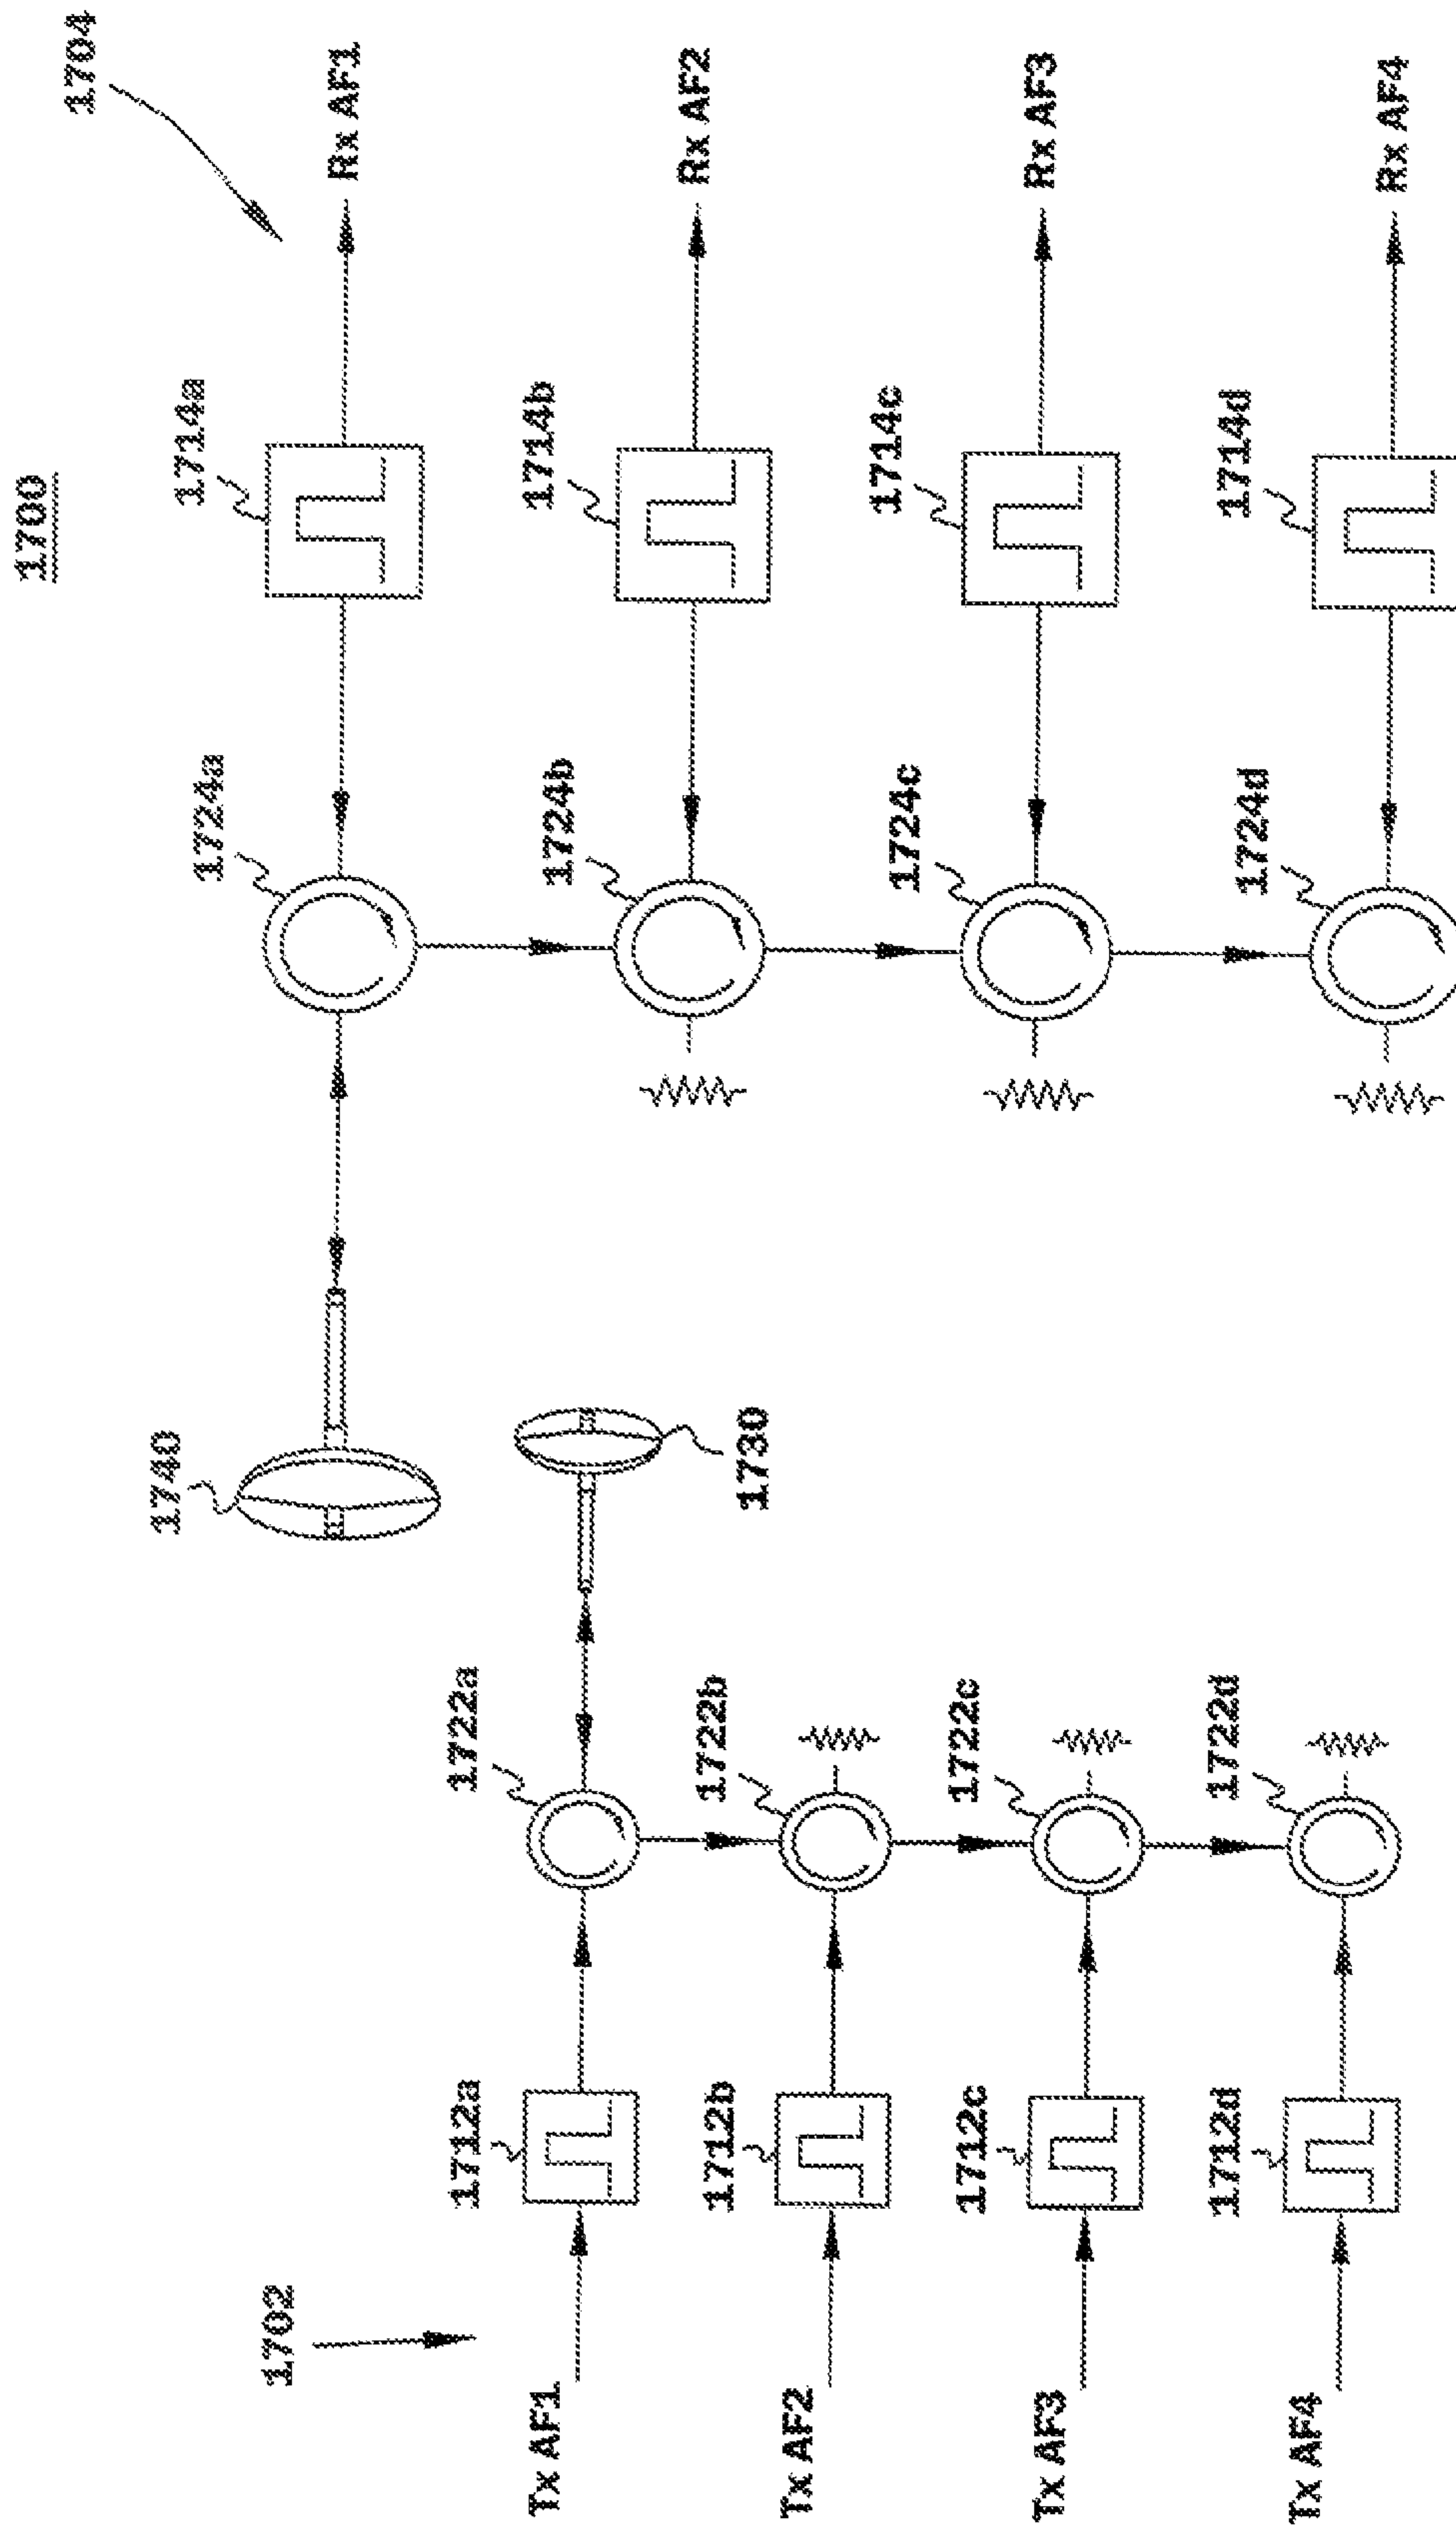 1700
1704
1714a
Rx AF1
1724a
1740
1714b
Rx AF2
1724b
1730
1714c
Rx AF3
1724c
1714d
Rx AF4
1724d
1702
Tx AF1
1712a
1722a
Tx AF2
1712b
1722b
Tx AF3
1712c
1722c
Tx AF4
1712d
1722d